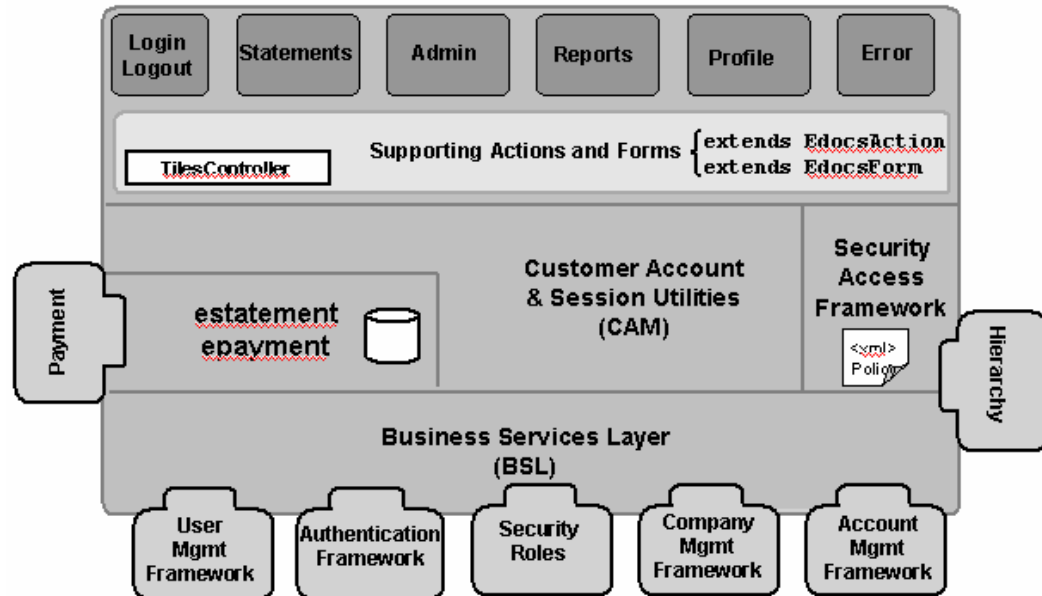 Login
Logout
Statements
Admin
Reports
Profile
Error
TilesController
Supporting Actions and Forms
extends EdocsAction
extends EdocsForm
Payment
estatement
epayment
Customer Account
& Session Utilities
(CAM)
Security
Access
Framework
<xml>
Policy
Hierarchy
Business Services Layer
(BSL)
User
Mgmt
Framework
Authentication
Framework
Security
Roles
Company
Mgmt
Framework
Account
Mgmt
Framework